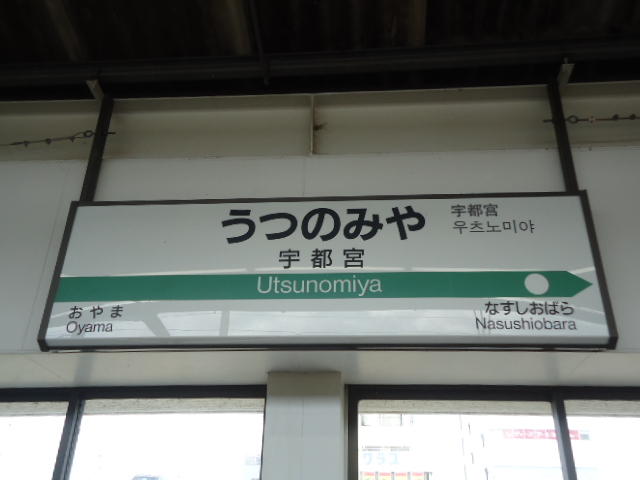 うつのみや
宇都宮
宇都宮
우츠노미야
Utsunomiya
おやま
Oyama
なすしおばら
Nasushiobara